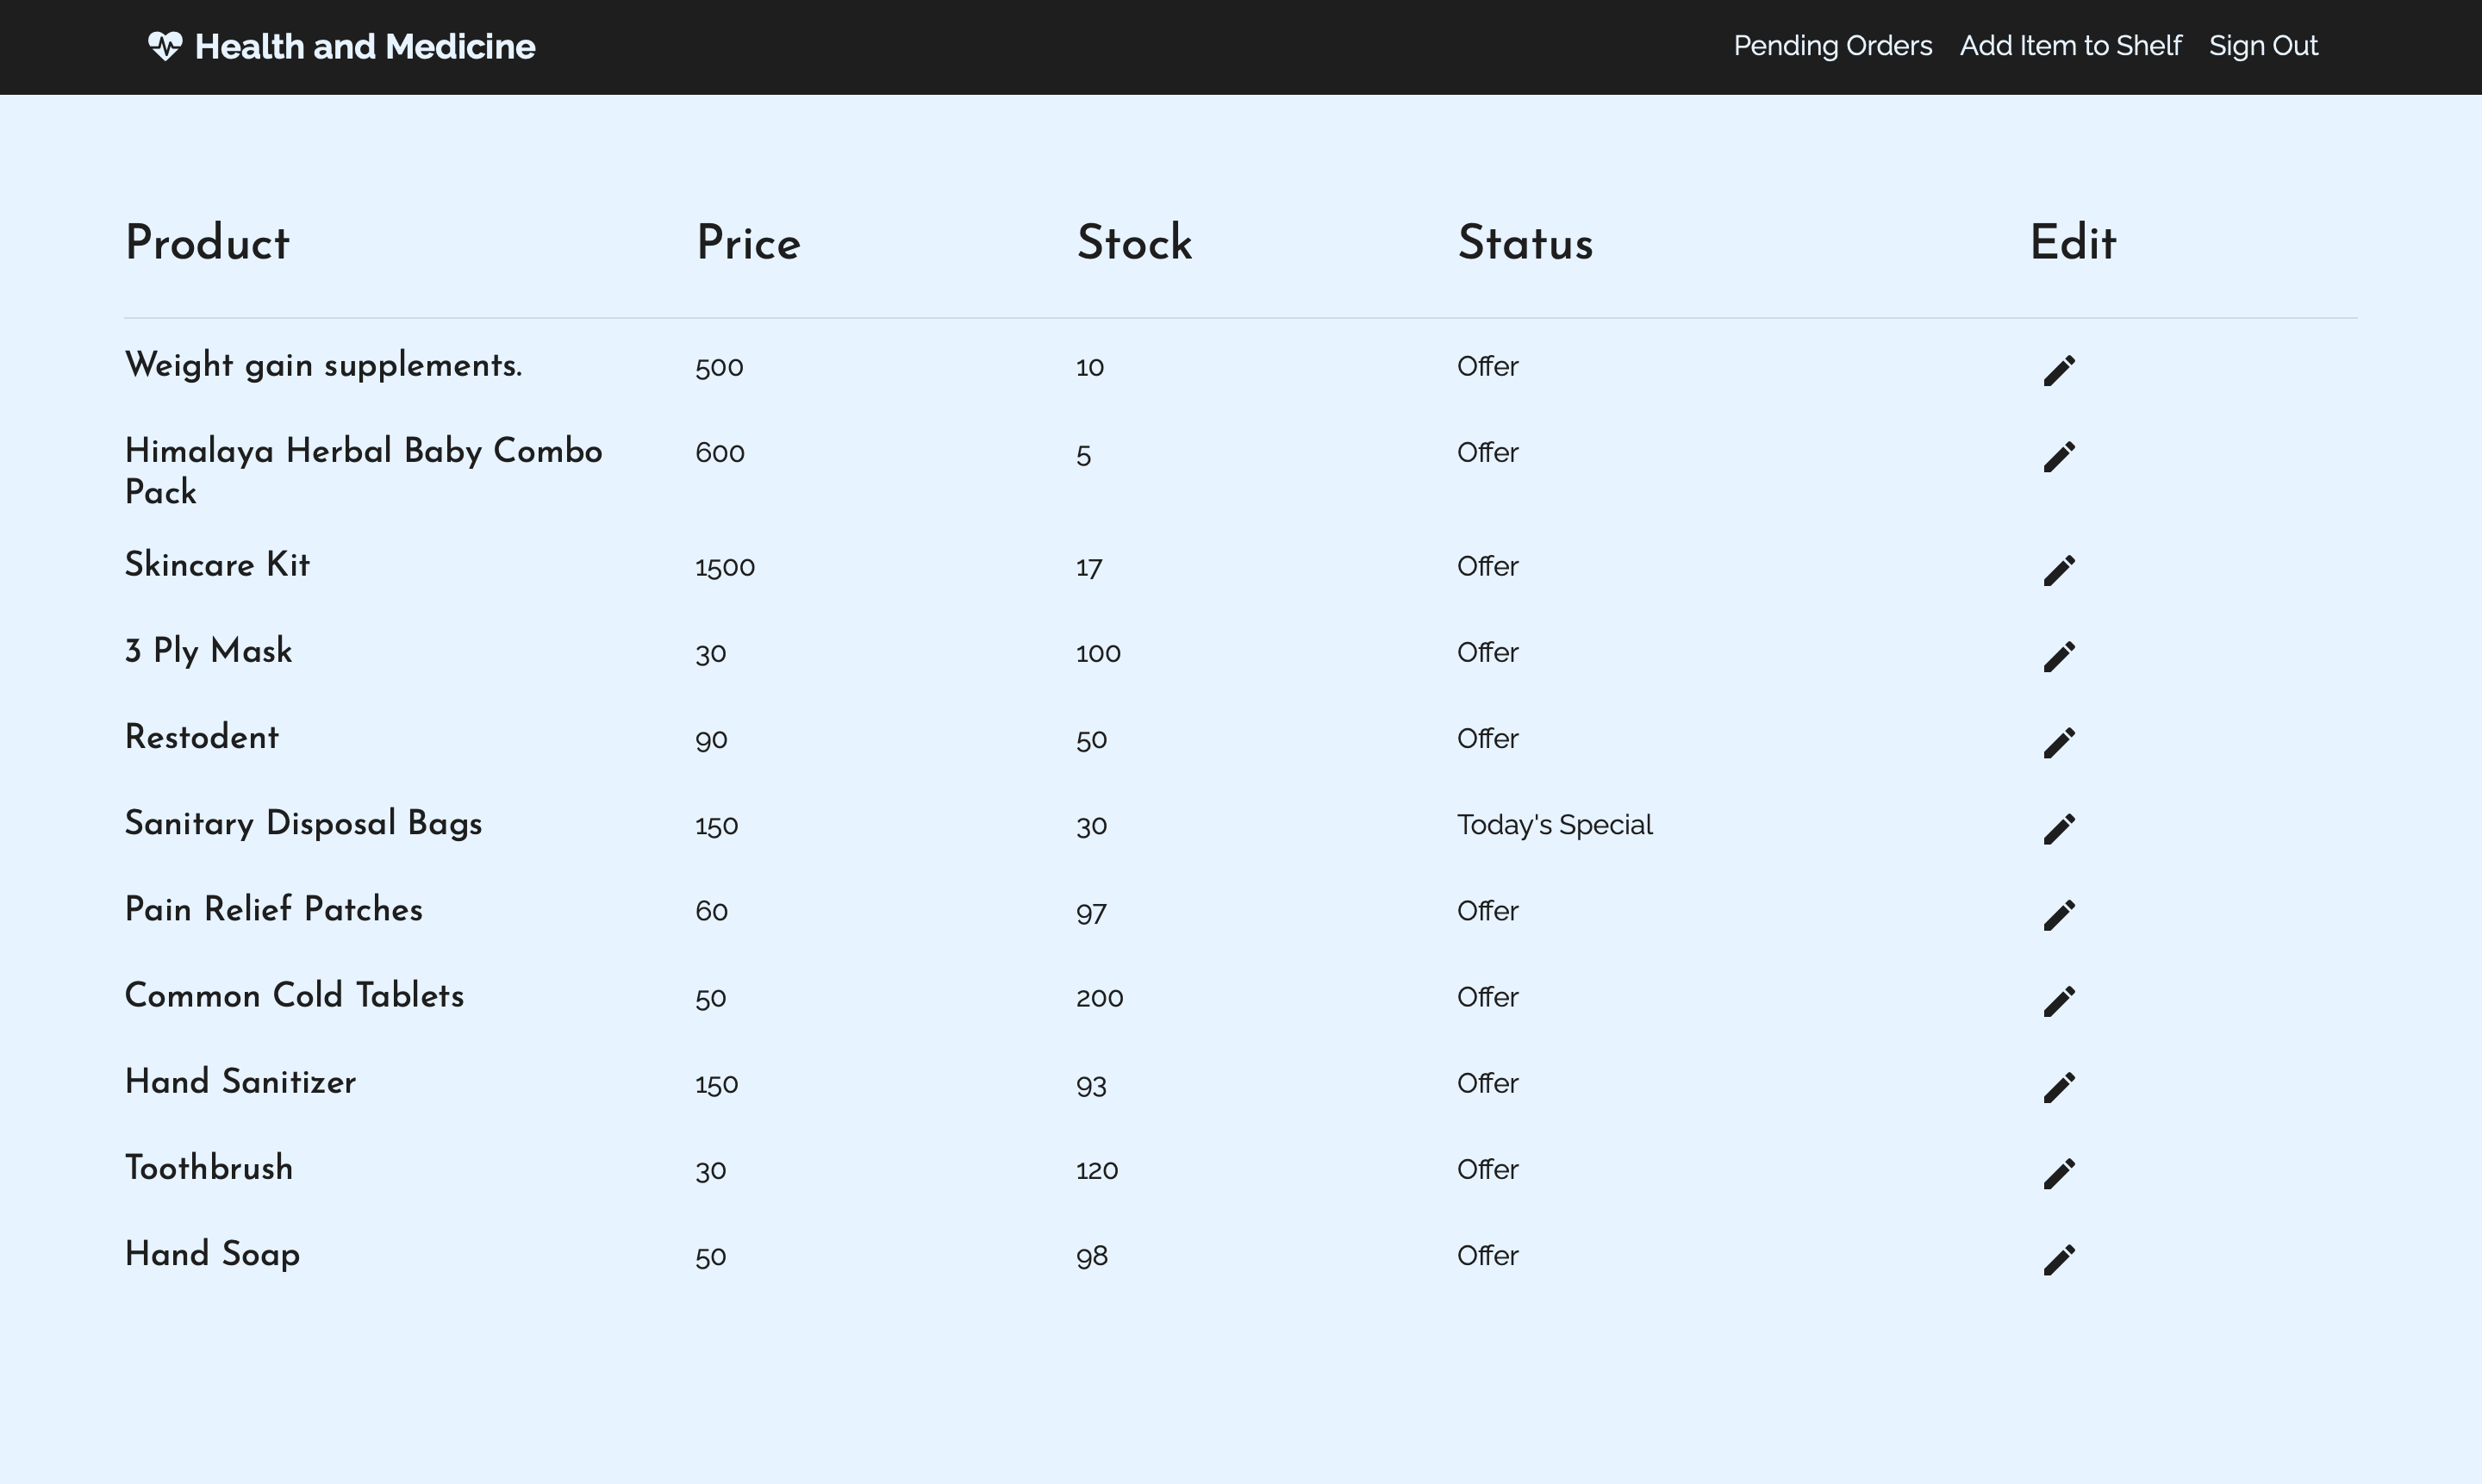 Health and Medicine Pending Orders Add Item to Shelf Sign Out
Product Price Stock Status Edit
Weight gain supplements. 500 10 Offer
Himalaya Herbal Baby Combo 600 5 Offer
Pack
Skincare Kit 1500 17 Offer
3 Ply Mask 30 100 Offer
Restodent 90 50 Offer
Sanitary Disposal Bags 150 30 Today's Special
Pain Relief Patches 60 97 Offer
Common Cold Tablets 50 200 Offer
Hand Sanitizer 150 93 Offer
Toothbrush 30 120 Offer
Hand Soap 50 98 Offer